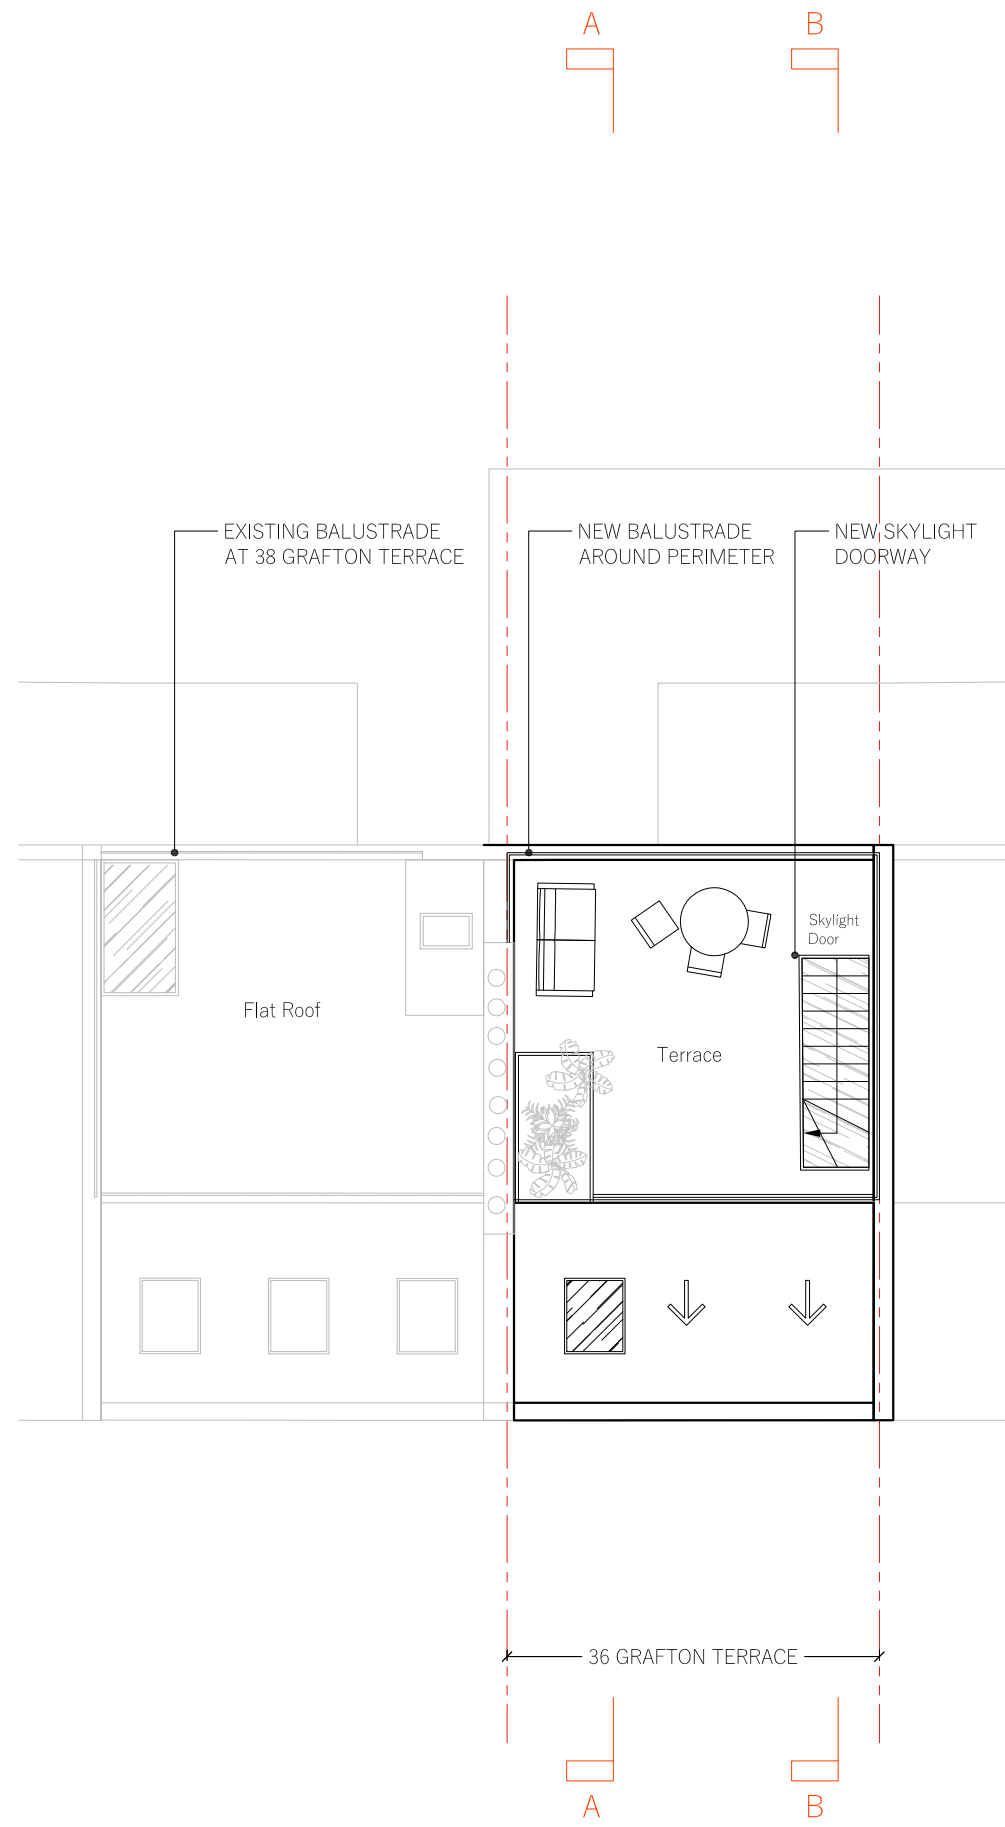 A
B
EXISTING BALUSTRADE
AT 38 GRAFTON TERRACE
NEW BALUSTRADE
AROUND PERIMETER
NEW SKYLIGHT
DOORWAY
Skylight
Door
Flat Roof
Terrace
36 GRAFTON TERRACE
A
B